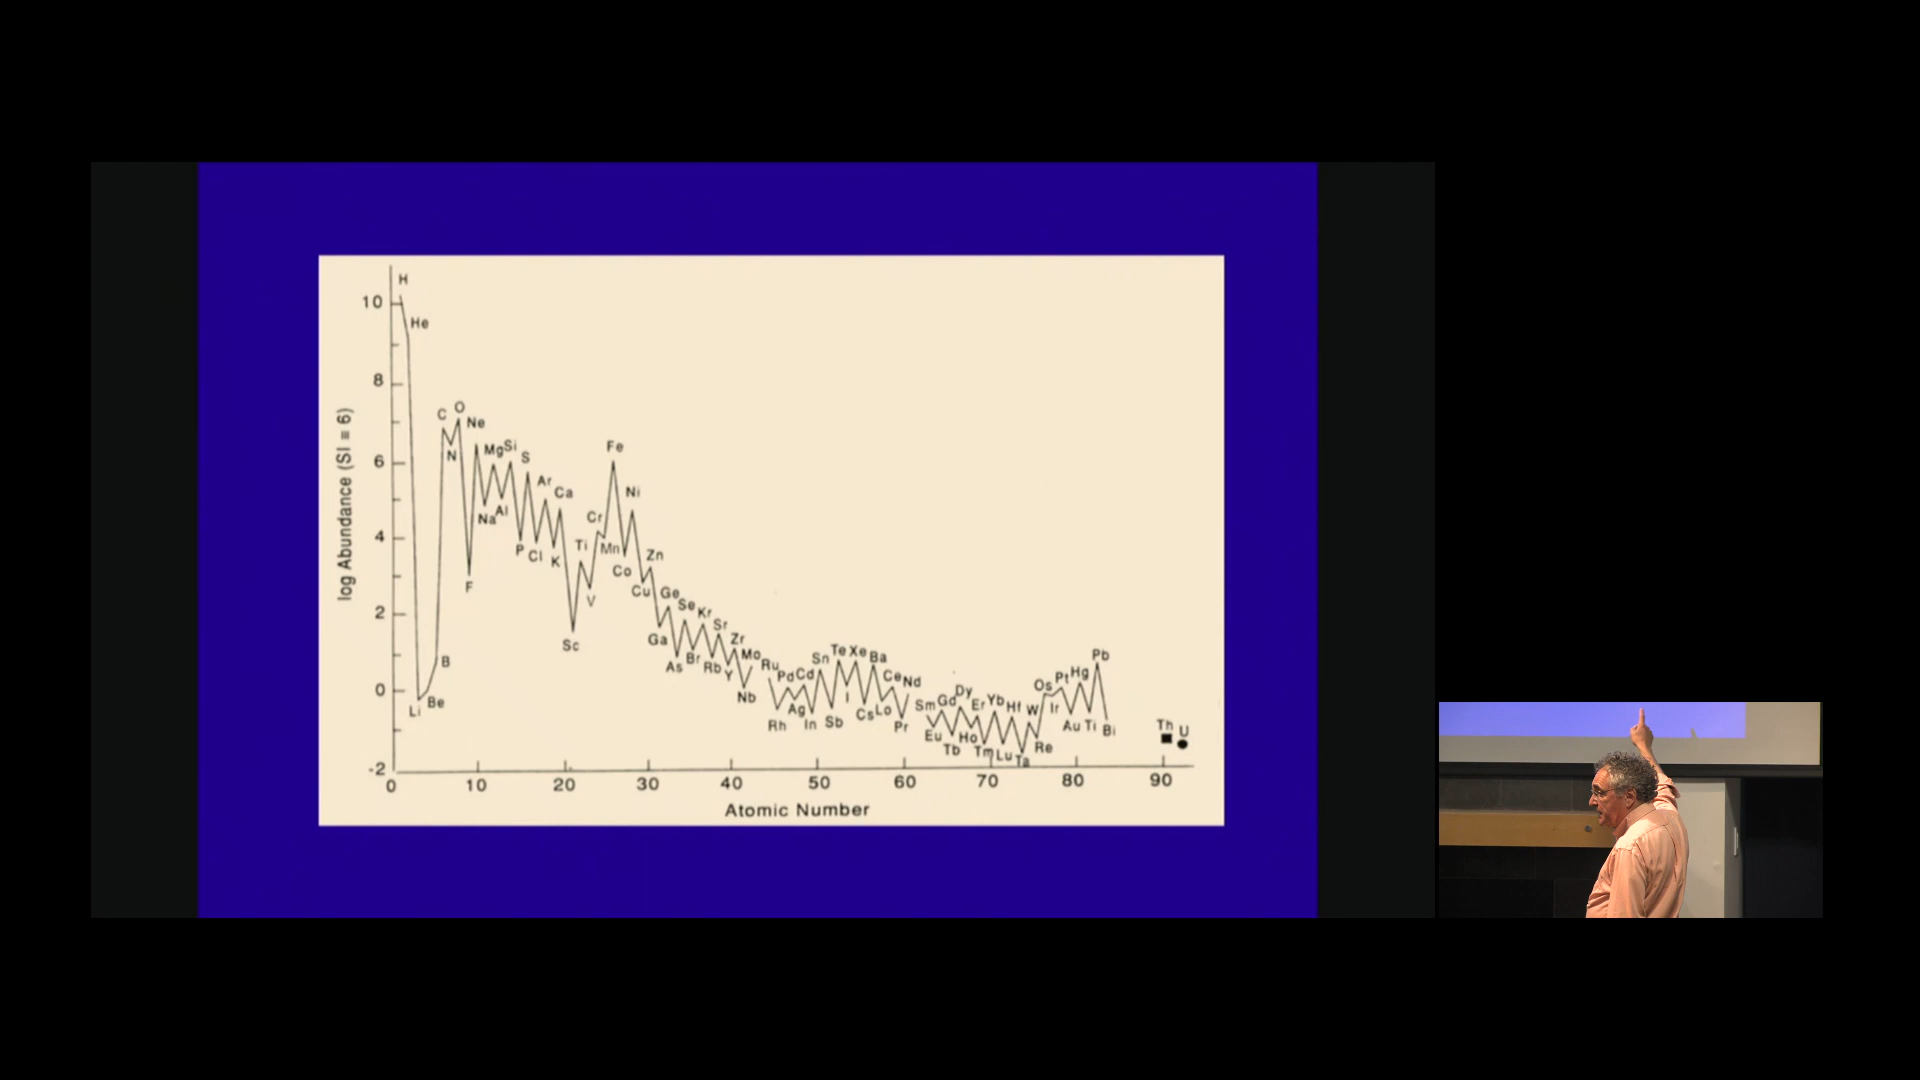 H
10
He
8
C
O
Ne
N
Mg
Si
S
6
Fe
Ar
Ca
Ni
Na
Al
Cr
4
P
Cl
K
Ti
Mn
Co
Zn
F
V
Cu
Ge
Se
Kr
2
Sc
Sr
Ga
As
Br
Rb
Y
Zr
Mo
Nb
B
Ru
Pd
Cd
Sn
Te
Xe
Ba
Ce
Nd
0
Li
Be
Rh
Ag
In
Sb
I
Cs
Lo
Pr
Sm
Gd
Dy
Er
Yb
Hf
W
Os
Pt
Hg
Pb
Eu
Tb
Ho
Tm
Lu
Ta
Re
Ir
Au
Ti
Bi
Th
U
-2
0 10 20 30 40 50 60 70 80 90
Atomic Number
log Abundance (SI ≡ 6)